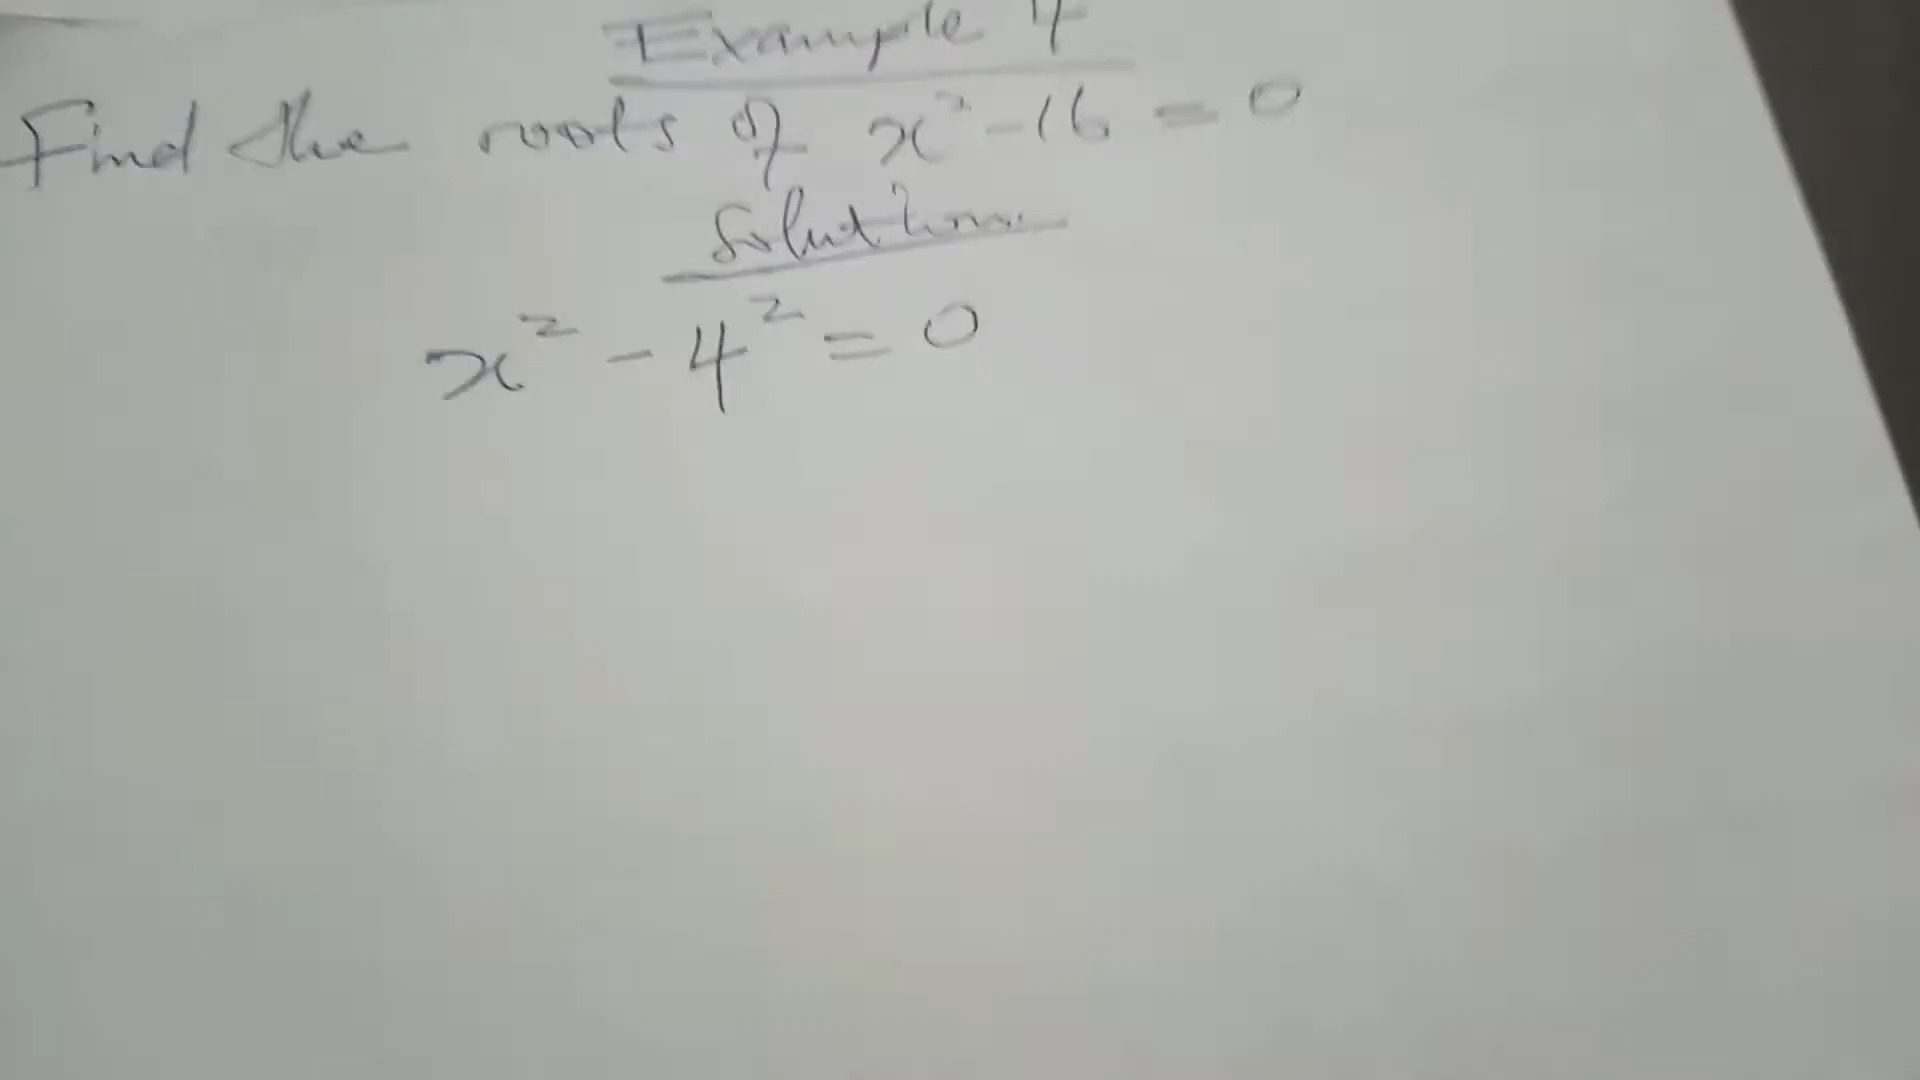 Example 4
Find the roots of x² - 16 = 0
Solution
x² - 4² = 0